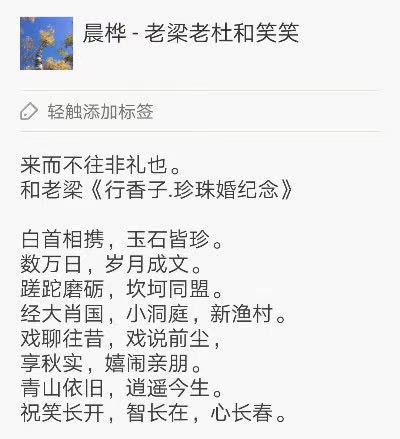 晨桦 - 老梁老杜和笑笑
轻触添加标签
来而不往非礼也。
和老梁《行香子.珍珠婚纪念》
白首相携，玉石皆珍。
数万日，岁月成文。
蹉跎磨砺，坎坷同盟。
经大肖国，小洞庭，新渔村。
戏聊往昔，戏说前尘，
享秋实，嬉闹亲朋。
青山依旧，逍遥今生。
祝笑长开，智长在，心长春。